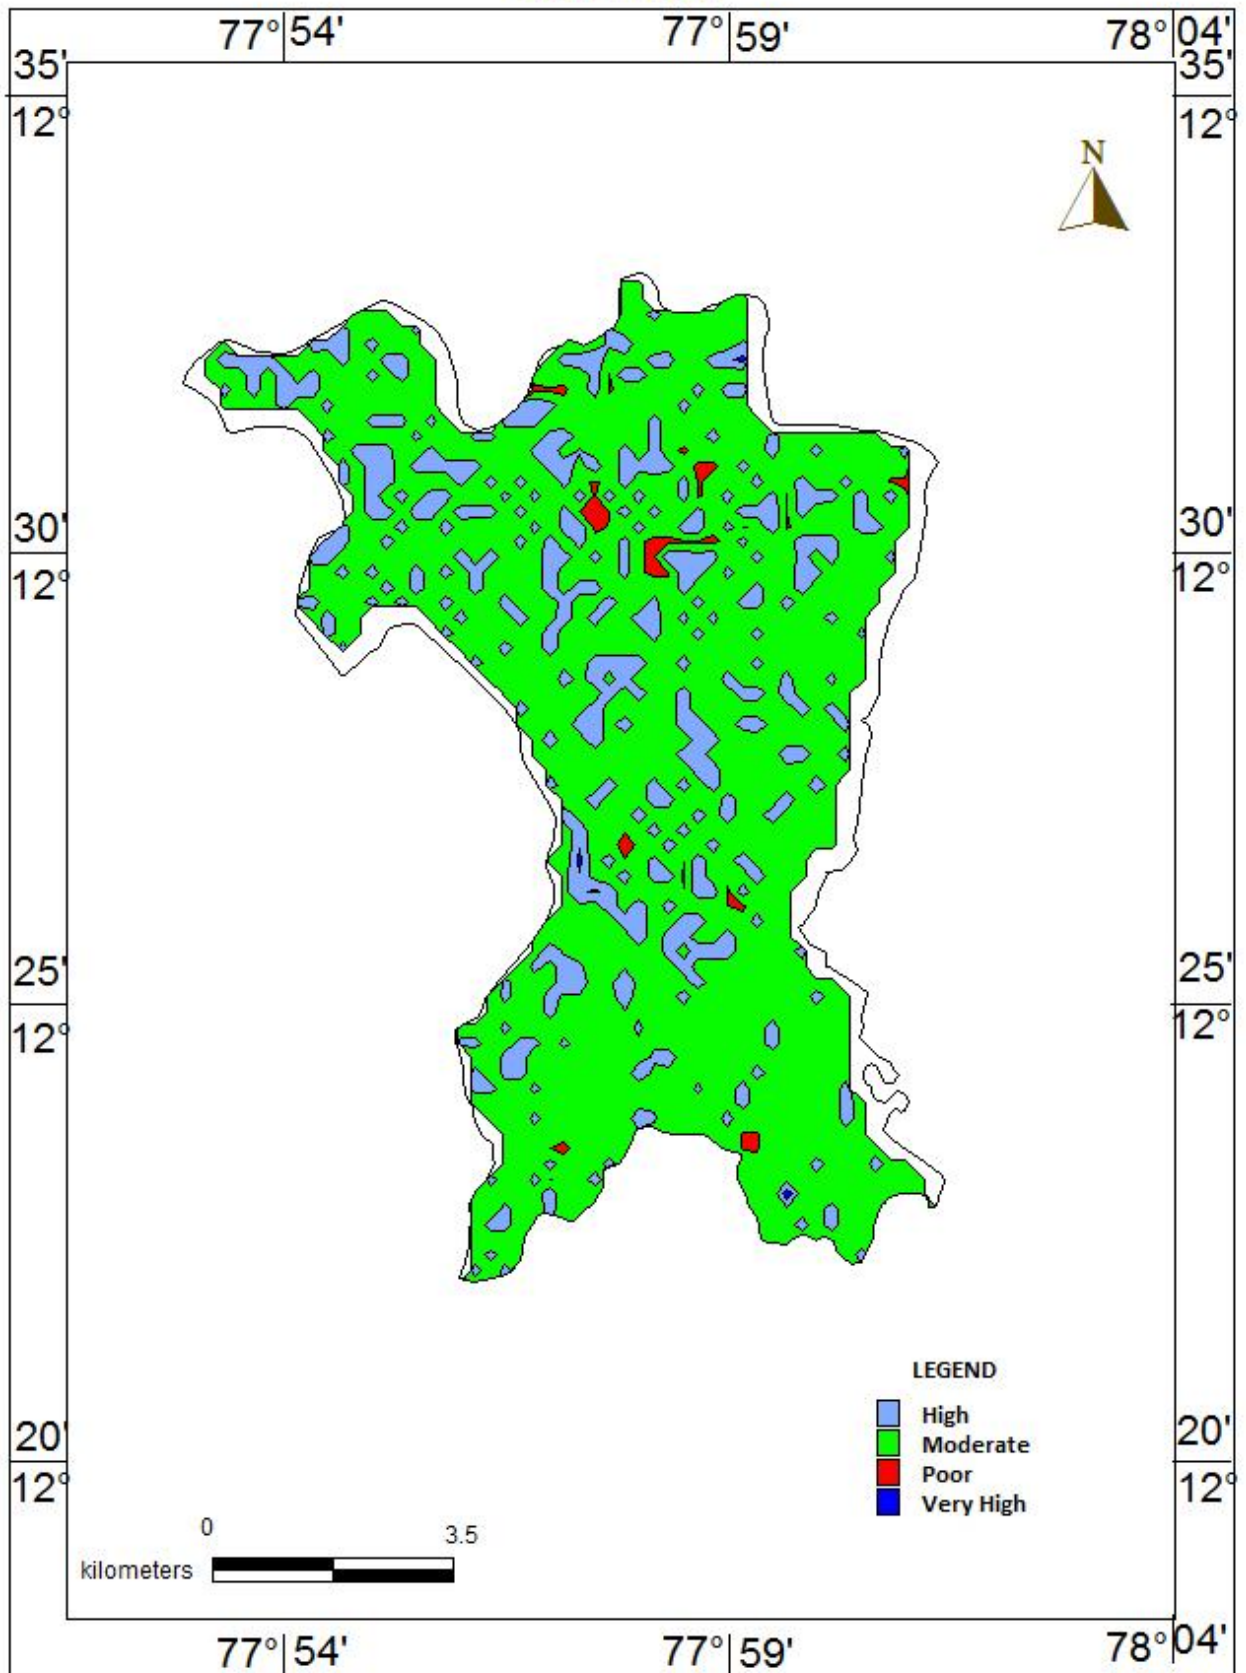 77° 54' 77° 59' 78° 04'
35' 35'
12° 12°
N
30' 30'
12° 12°
25' 25'
12° 12°
LEGEND
High
20' Moderate 20'
12° Poor 12°
Very High
0 3.5
kilometers
77° 54' 77° 59' 78° 04'